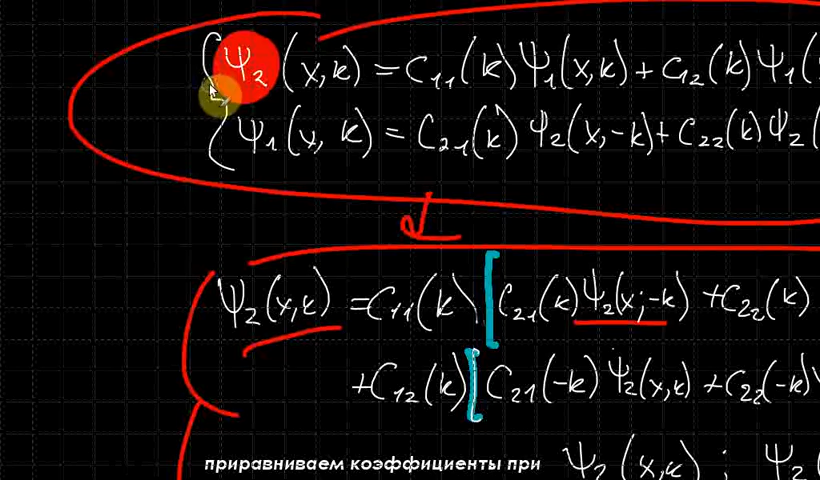 Ψ₂(x,k) = C₁₁(k)Ψ₁(x,k) + C₁₂(k)Ψ₁(
Ψ₁(x, k) = C₂₁(k) Ψ₂(x,-k) + C₂₂(k) Ψ₂(
Ψ₂(x,k) = C₁₁(k) [C₂₁(k)Ψ₂(x;-k) + C₂₂(k)
+C₁₂(k) [C₂₁(-k) Ψ₂(x,k) + C₂₂(-k)Ψ
Ψ₂(x,k) ; Ψ₂
приравниваем коэффициенты при